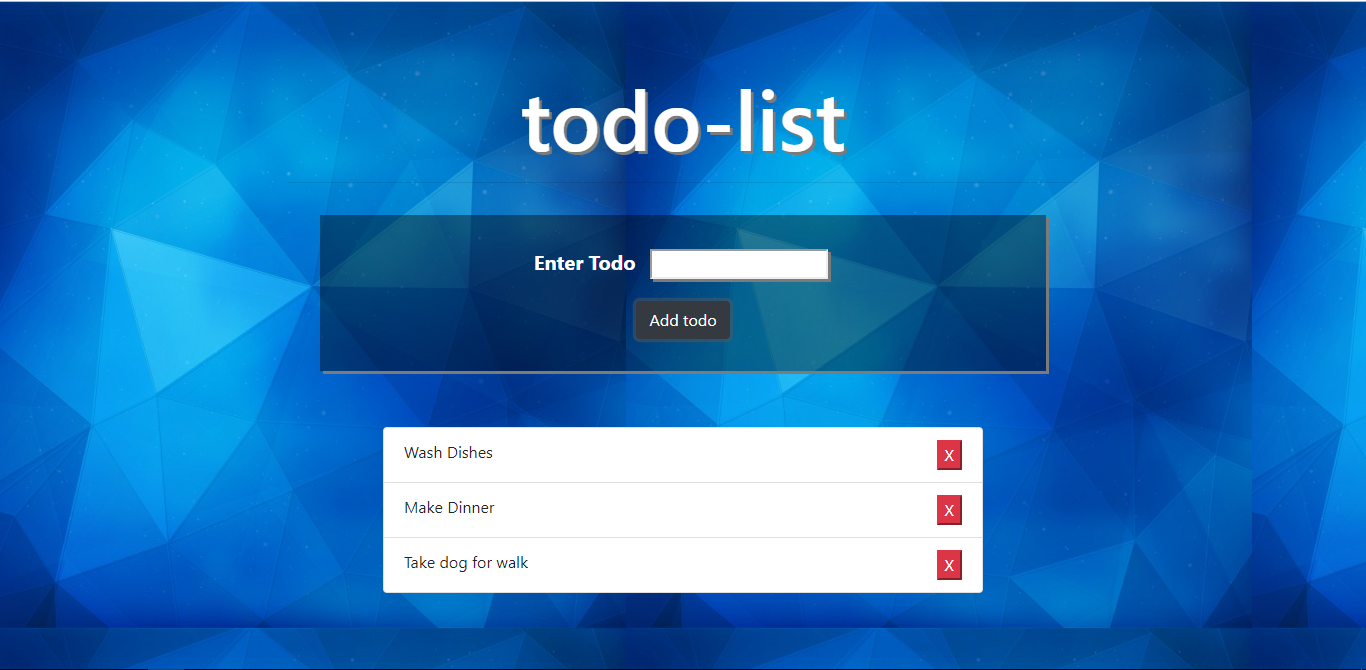 todo-list
Enter Todo
Add todo
Wash Dishes X
Make Dinner X
Take dog for walk X